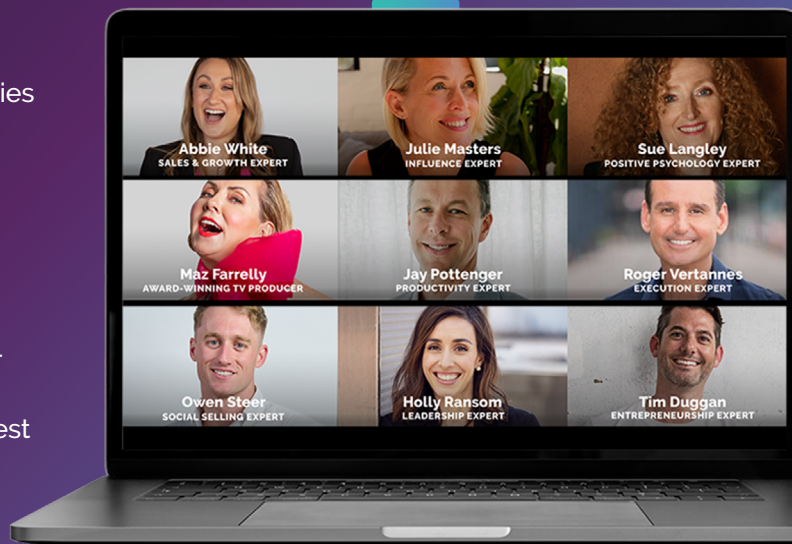 ies
est
Abbie White
SALES & GROWTH EXPERT
Julie Masters
INFLUENCE EXPERT
Sue Langley
POSITIVE PSYCHOLOGY EXPERT
Maz Farrelly
AWARD-WINNING TV PRODUCER
Jay Pottenger
PRODUCTIVITY EXPERT
Roger Vertannes
EXECUTION EXPERT
Owen Steer
SOCIAL SELLING EXPERT
Holly Ransom
LEADERSHIP EXPERT
Tim Duggan
ENTREPRENEURSHIP EXPERT